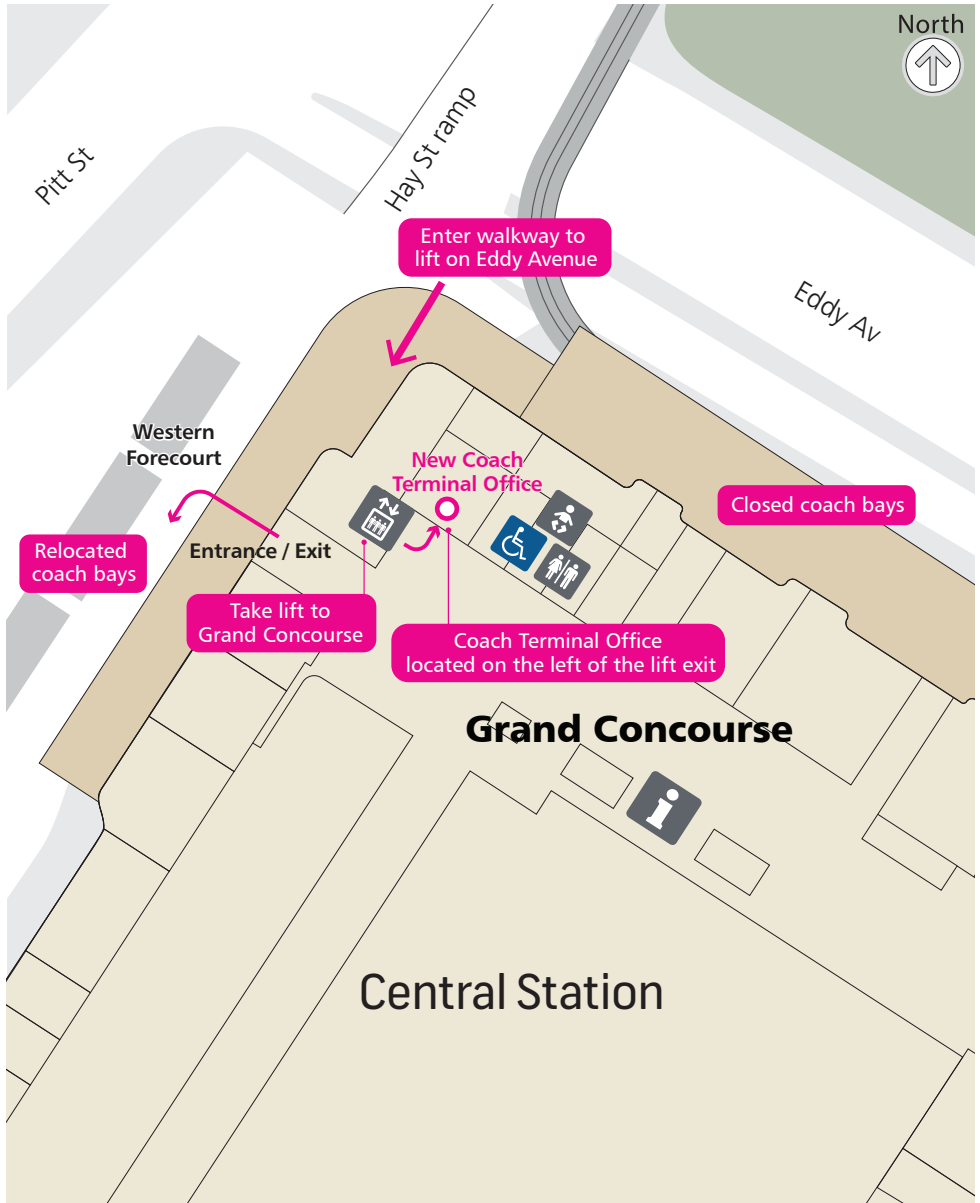 North
Pitt St
Hay St ramp
Enter walkway to
lift on Eddy Avenue
Eddy Av
Western
Forecourt
New Coach
Terminal Office
Closed coach bays
Relocated
coach bays
Entrance / Exit
Take lift to
Grand Concourse
Coach Terminal Office
located on the left of the lift exit
Grand Concourse
i
Central Station